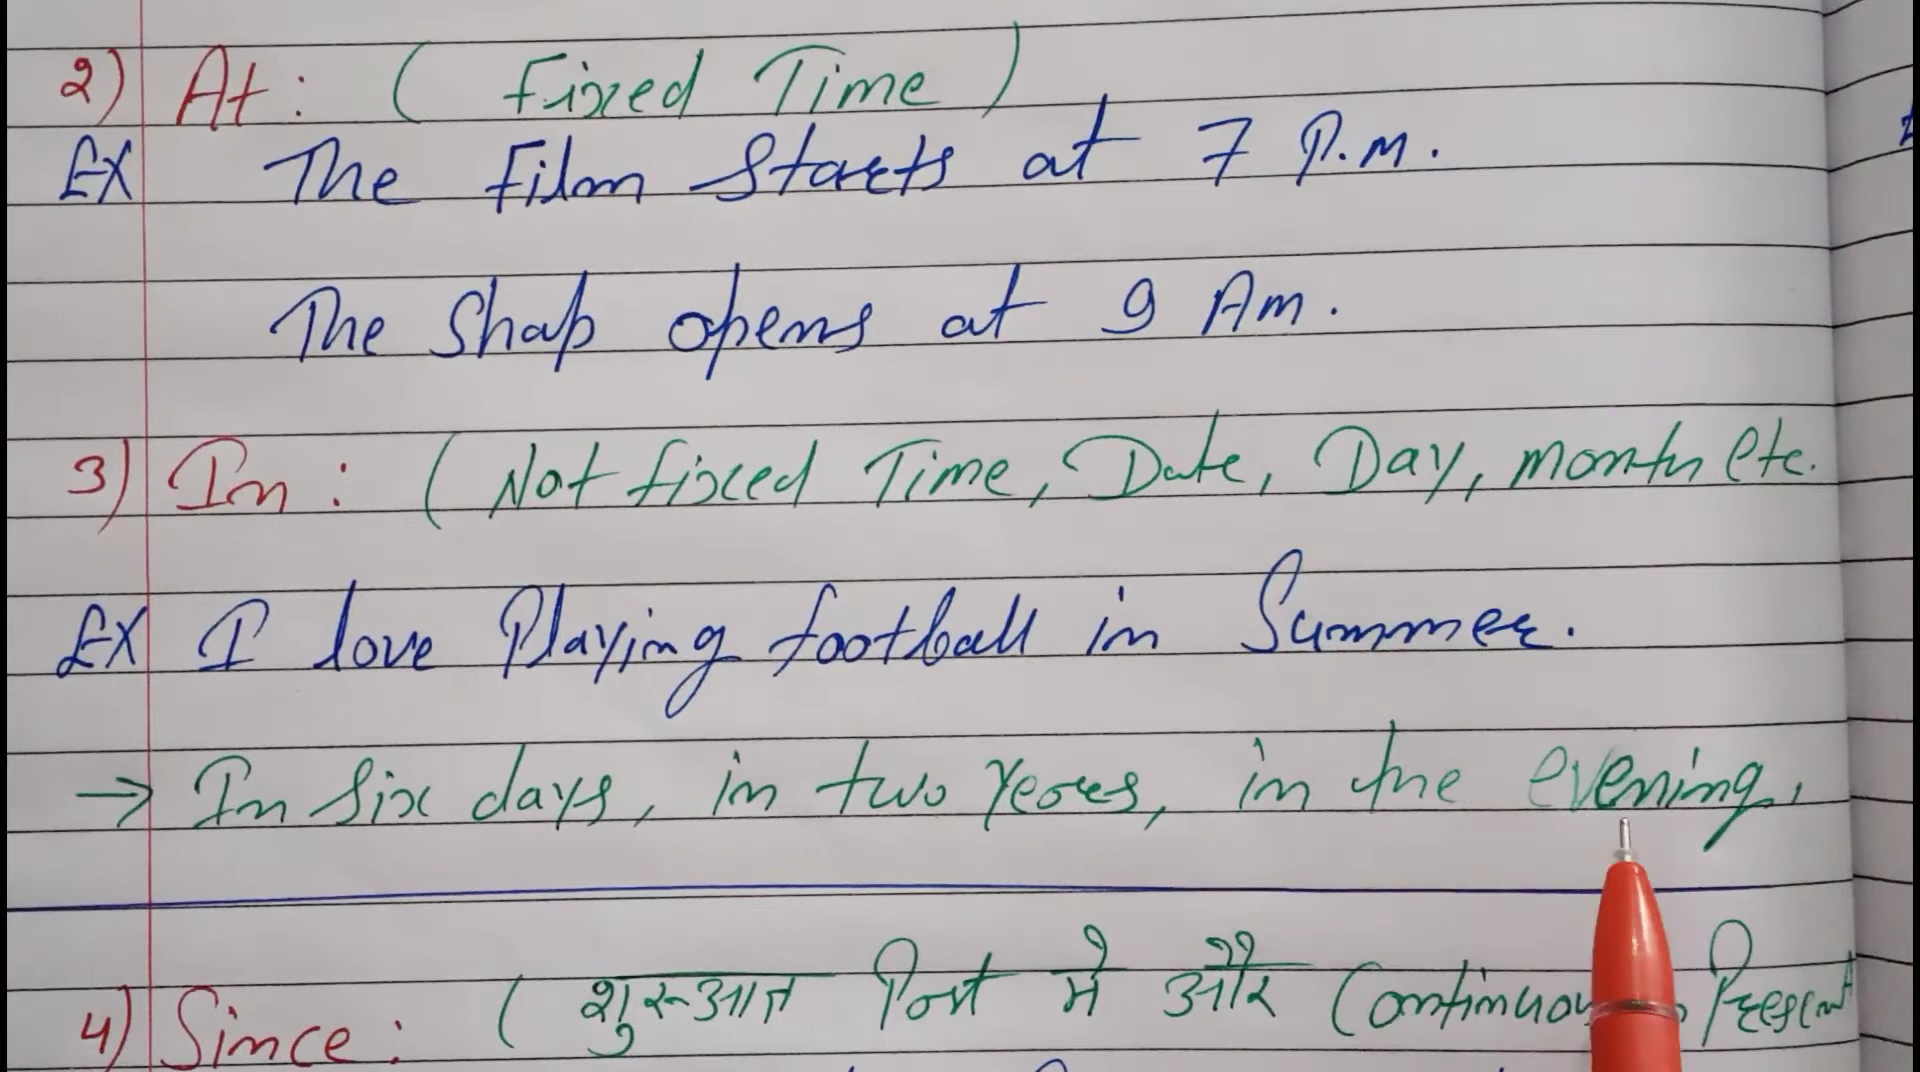 2) At: ( Fixed Time )
EX The Film Starts at 7 P.M.
The Shop opens at 9 Am.
3) In: ( Not fixed Time, Date, Day, month etc.
EX I love Playing football in Summer.
→ In Six days, in two Years, in the evening,
4) Since: ( शुरूआत Past मे और Continuou Present